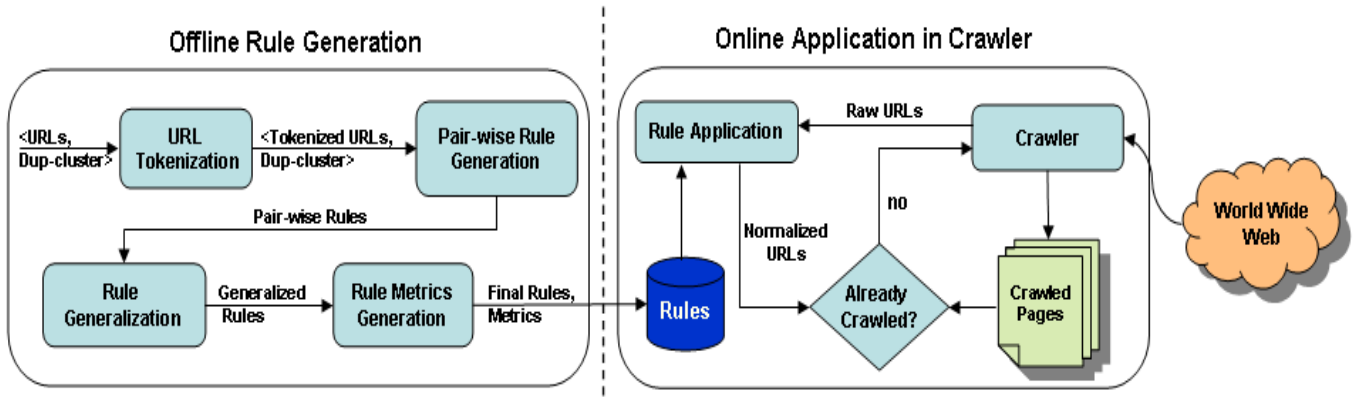 Offline Rule Generation
<URLs,
Dup-cluster>
URL
Tokenization
<Tokenized URLs,
Dup-cluster>
Pair-wise Rule
Generation
Pair-wise Rules
Rule
Generalization
Generalized
Rules
Rule Metrics
Generation
Final Rules,
Metrics
Online Application in Crawler
Rule Application
Raw URLs
Crawler
World Wide
Web
no
Normalized
URLs
Rules
Already
Crawled?
Crawled
Pages